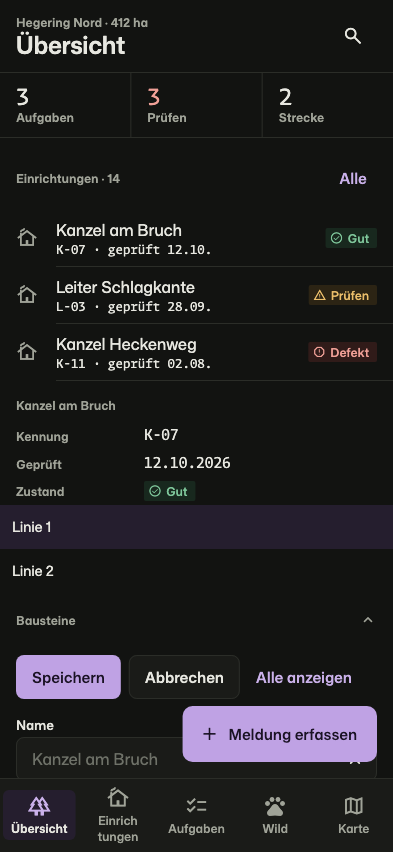 Hegering Nord · 412 ha
Übersicht
3
Aufgaben
3
Prüfen
2
Strecke
Einrichtungen · 14
Alle
Kanzel am Bruch
K-07 · geprüft 12.10.
Gut
Leiter Schlagkante
L-03 · geprüft 28.09.
Prüfen
Kanzel Heckenweg
K-11 · geprüft 02.08.
Defekt
Kanzel am Bruch
Kennung K-07
Geprüft 12.10.2026
Zustand Gut
Linie 1
Linie 2
Bausteine
Speichern Abbrechen Alle anzeigen
Name
Kanzel am Bruch
+ Meldung erfassen
Übersicht
Einrich
tungen
Aufgaben
Wild
Karte